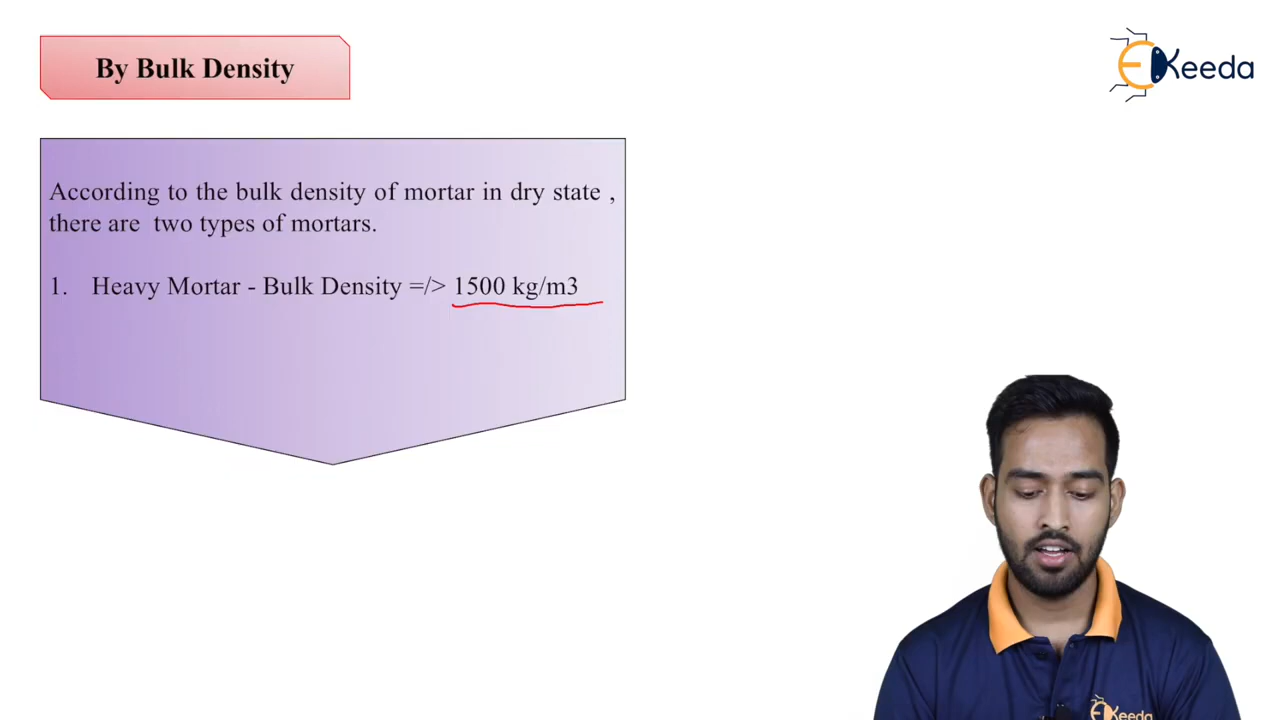 By Bulk Density
EKeeda
According to the bulk density of mortar in dry state ,
there are two types of mortars.
1. Heavy Mortar - Bulk Density =/> 1500 kg/m3
EKeeda